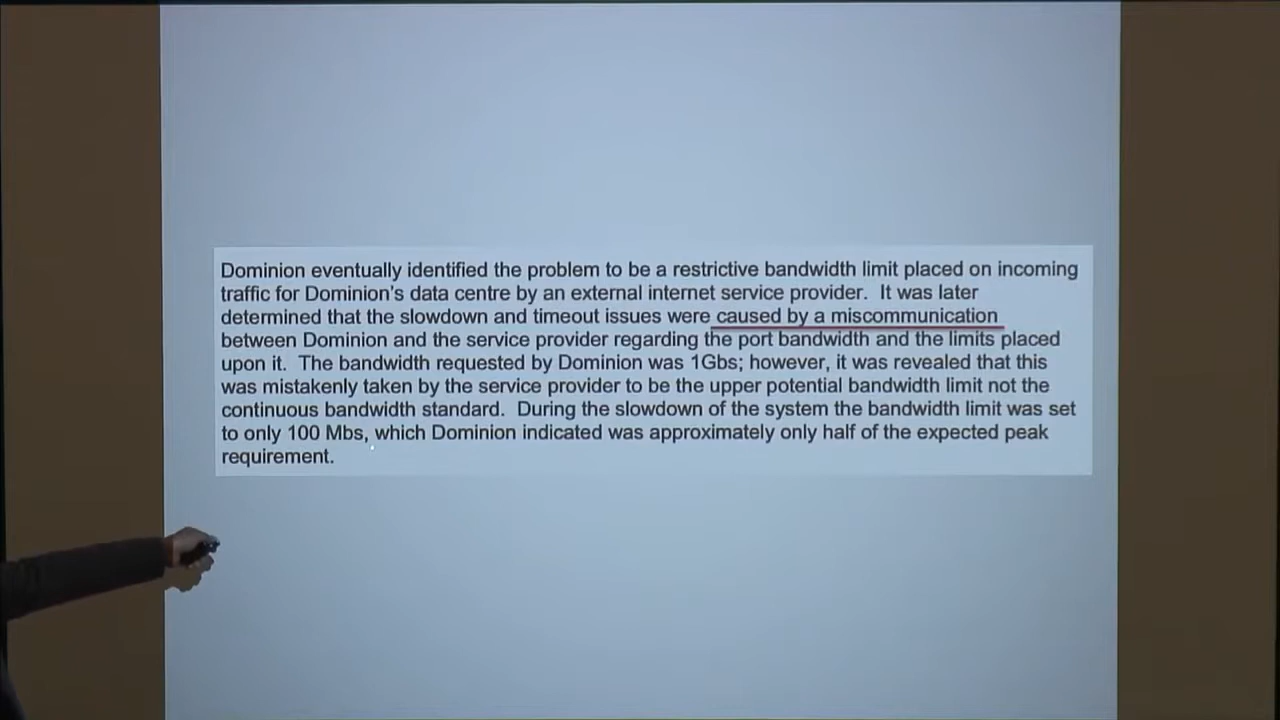 Dominion eventually identified the problem to be a restrictive bandwidth limit placed on incoming
traffic for Dominion's data centre by an external internet service provider.  It was later
determined that the slowdown and timeout issues were caused by a miscommunication
between Dominion and the service provider regarding the port bandwidth and the limits placed
upon it.  The bandwidth requested by Dominion was 1Gbs; however, it was revealed that this
was mistakenly taken by the service provider to be the upper potential bandwidth limit not the
continuous bandwidth standard.  During the slowdown of the system the bandwidth limit was set
to only 100 Mbs, which Dominion indicated was approximately only half of the expected peak
requirement.